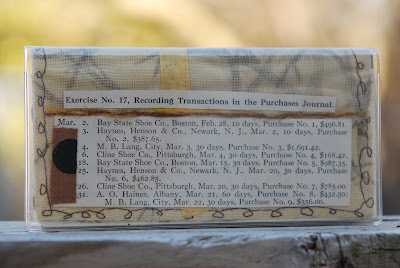 Exercise No. 17, Recording Transactions in the Purchases Journal.
Mar. 2. Bay State Shoe Co., Boston, Feb. 28, 10 days, Purchase No. 1, $496.81.
3. Haynes, Henson & Co., Newark, N. J., Mar. 2, 10 days, Purchase
No. 2, $387.65.
4. M. B. Lang, City, Mar. 3, 30 days, Purchase No. 3, $1,691.42.
6. Cline Shoe Co., Pittsburgh, Mar. 4, 30 days, Purchase No. 4, $168.42.
18. Bay State Shoe Co., Boston, Mar. 15, 30 days, Purchase No. 5, $987.35.
25. Haynes, Henson & Co., Newark, N. J., Mar. 20, 30 days, Purchase
No. 6, $462.85.
26. Cline Shoe Co., Pittsburgh, Mar. 20, 30 days, Purchase No. 7, $785.00.
31. A. O. Haines, Albany, Mar. 21, 60 days, Purchase No. 8, $432.50;
M. B. Lang, City, Mar. 22, 30 days, Purchase No. 9, $336.00.